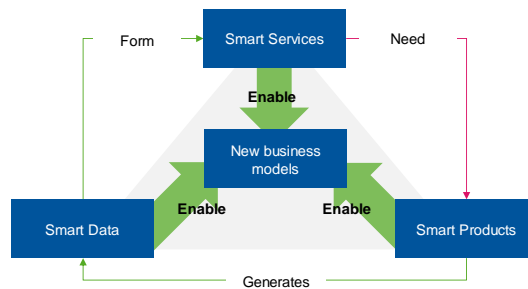 Form
Smart Services
Need
Enable
New business
models
Enable
Enable
Smart Data
Smart Products
Generates